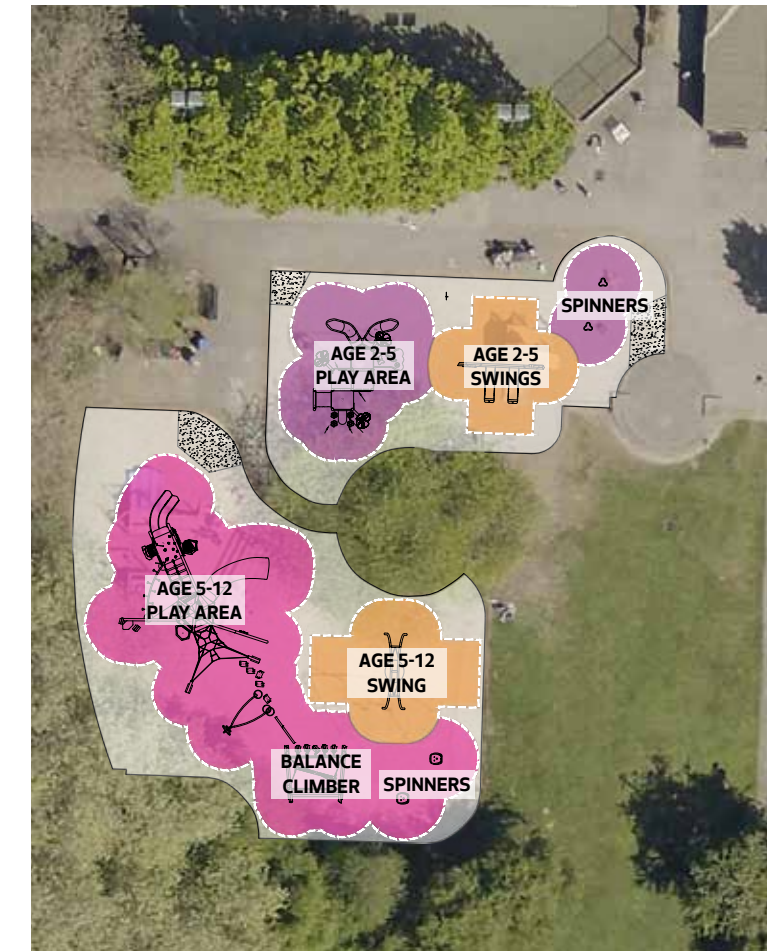 SPINNERS
AGE 2-5
PLAY AREA
AGE 2-5
SWINGS
AGE 5-12
PLAY AREA
AGE 5-12
SWING
BALANCE
CLIMBER
SPINNERS